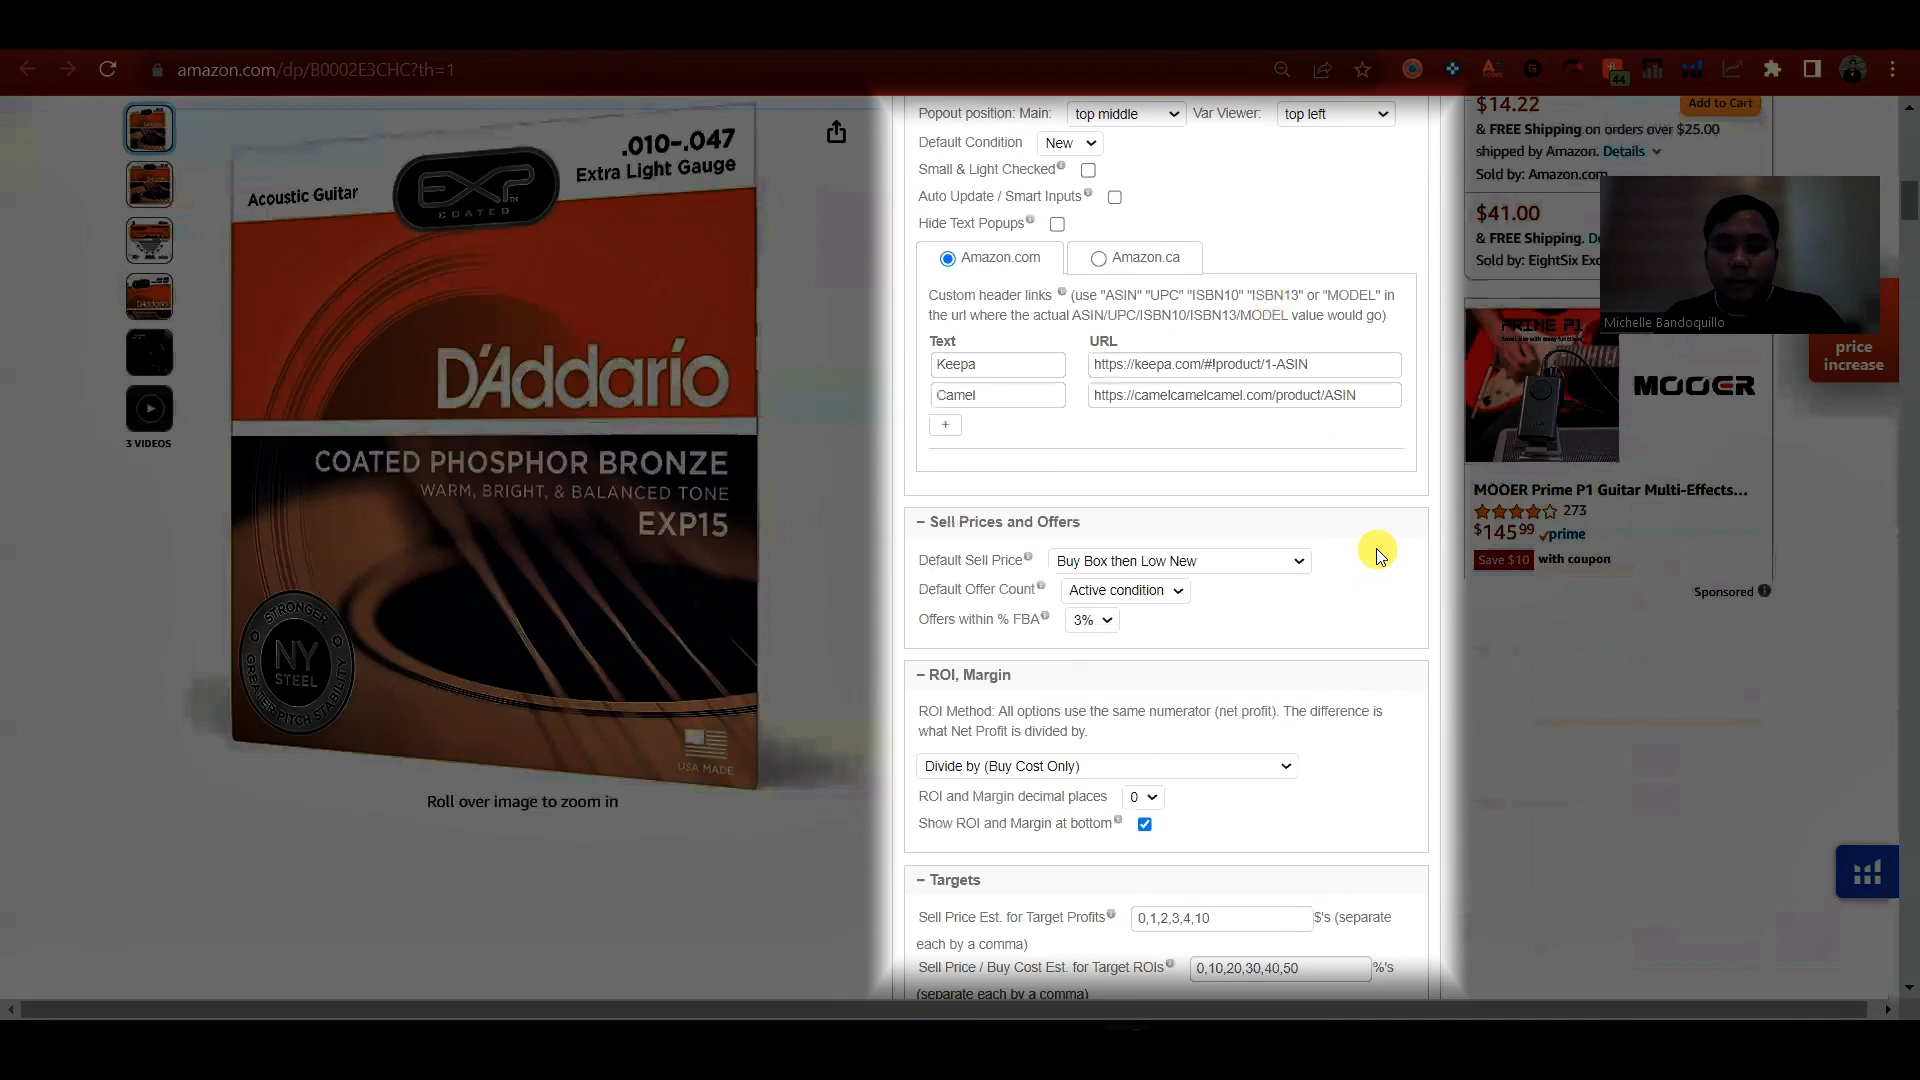 amazon.com/dp/B0002E3CHC?th=1
44
.010-.047
Extra Light Gauge
Acoustic Guitar
EXP
COATED
D'Addario
COATED PHOSPHOR BRONZE
WARM, BRIGHT, & BALANCED TONE
EXP15
STRONGER
NY
STEEL
GREATER PITCH STABILITY
USA MADE
3 VIDEOS
Roll over image to zoom in
Popout position: Main: top middle Var Viewer: top left
Default Condition New
Small & Light Checked
Auto Update / Smart Inputs
Hide Text Popups
Amazon.com Amazon.ca
Custom header links (use "ASIN" "UPC" "ISBN10" "ISBN13" or "MODEL" in
the url where the actual ASIN/UPC/ISBN10/ISBN13/MODEL value would go)
Text URL
Keepa https://keepa.com/#!product/1-ASIN
Camel https://camelcamelcamel.com/product/ASIN
+
− Sell Prices and Offers
Default Sell Price Buy Box then Low New
Default Offer Count Active condition
Offers within % FBA 3%
− ROI, Margin
ROI Method: All options use the same numerator (net profit). The difference is
what Net Profit is divided by.
Divide by (Buy Cost Only)
ROI and Margin decimal places 0
Show ROI and Margin at bottom
− Targets
Sell Price Est. for Target Profits 0,1,2,3,4,10 $'s (separate
each by a comma)
Sell Price / Buy Cost Est. for Target ROIs 0,10,20,30,40,50 %'s
(separate each by a comma)
$14.22 Add to Cart
& FREE Shipping on orders over $25.00
shipped by Amazon. Details
Sold by: Amazon.com
$41.00
& FREE Shipping.
Sold by: EightSix
Michelle Bandoquillo
price
increase
PRIME P1
MOOER
MOOER Prime P1 Guitar Multi-Effects...
273
$145.99 prime
Save $10 with coupon
Sponsored